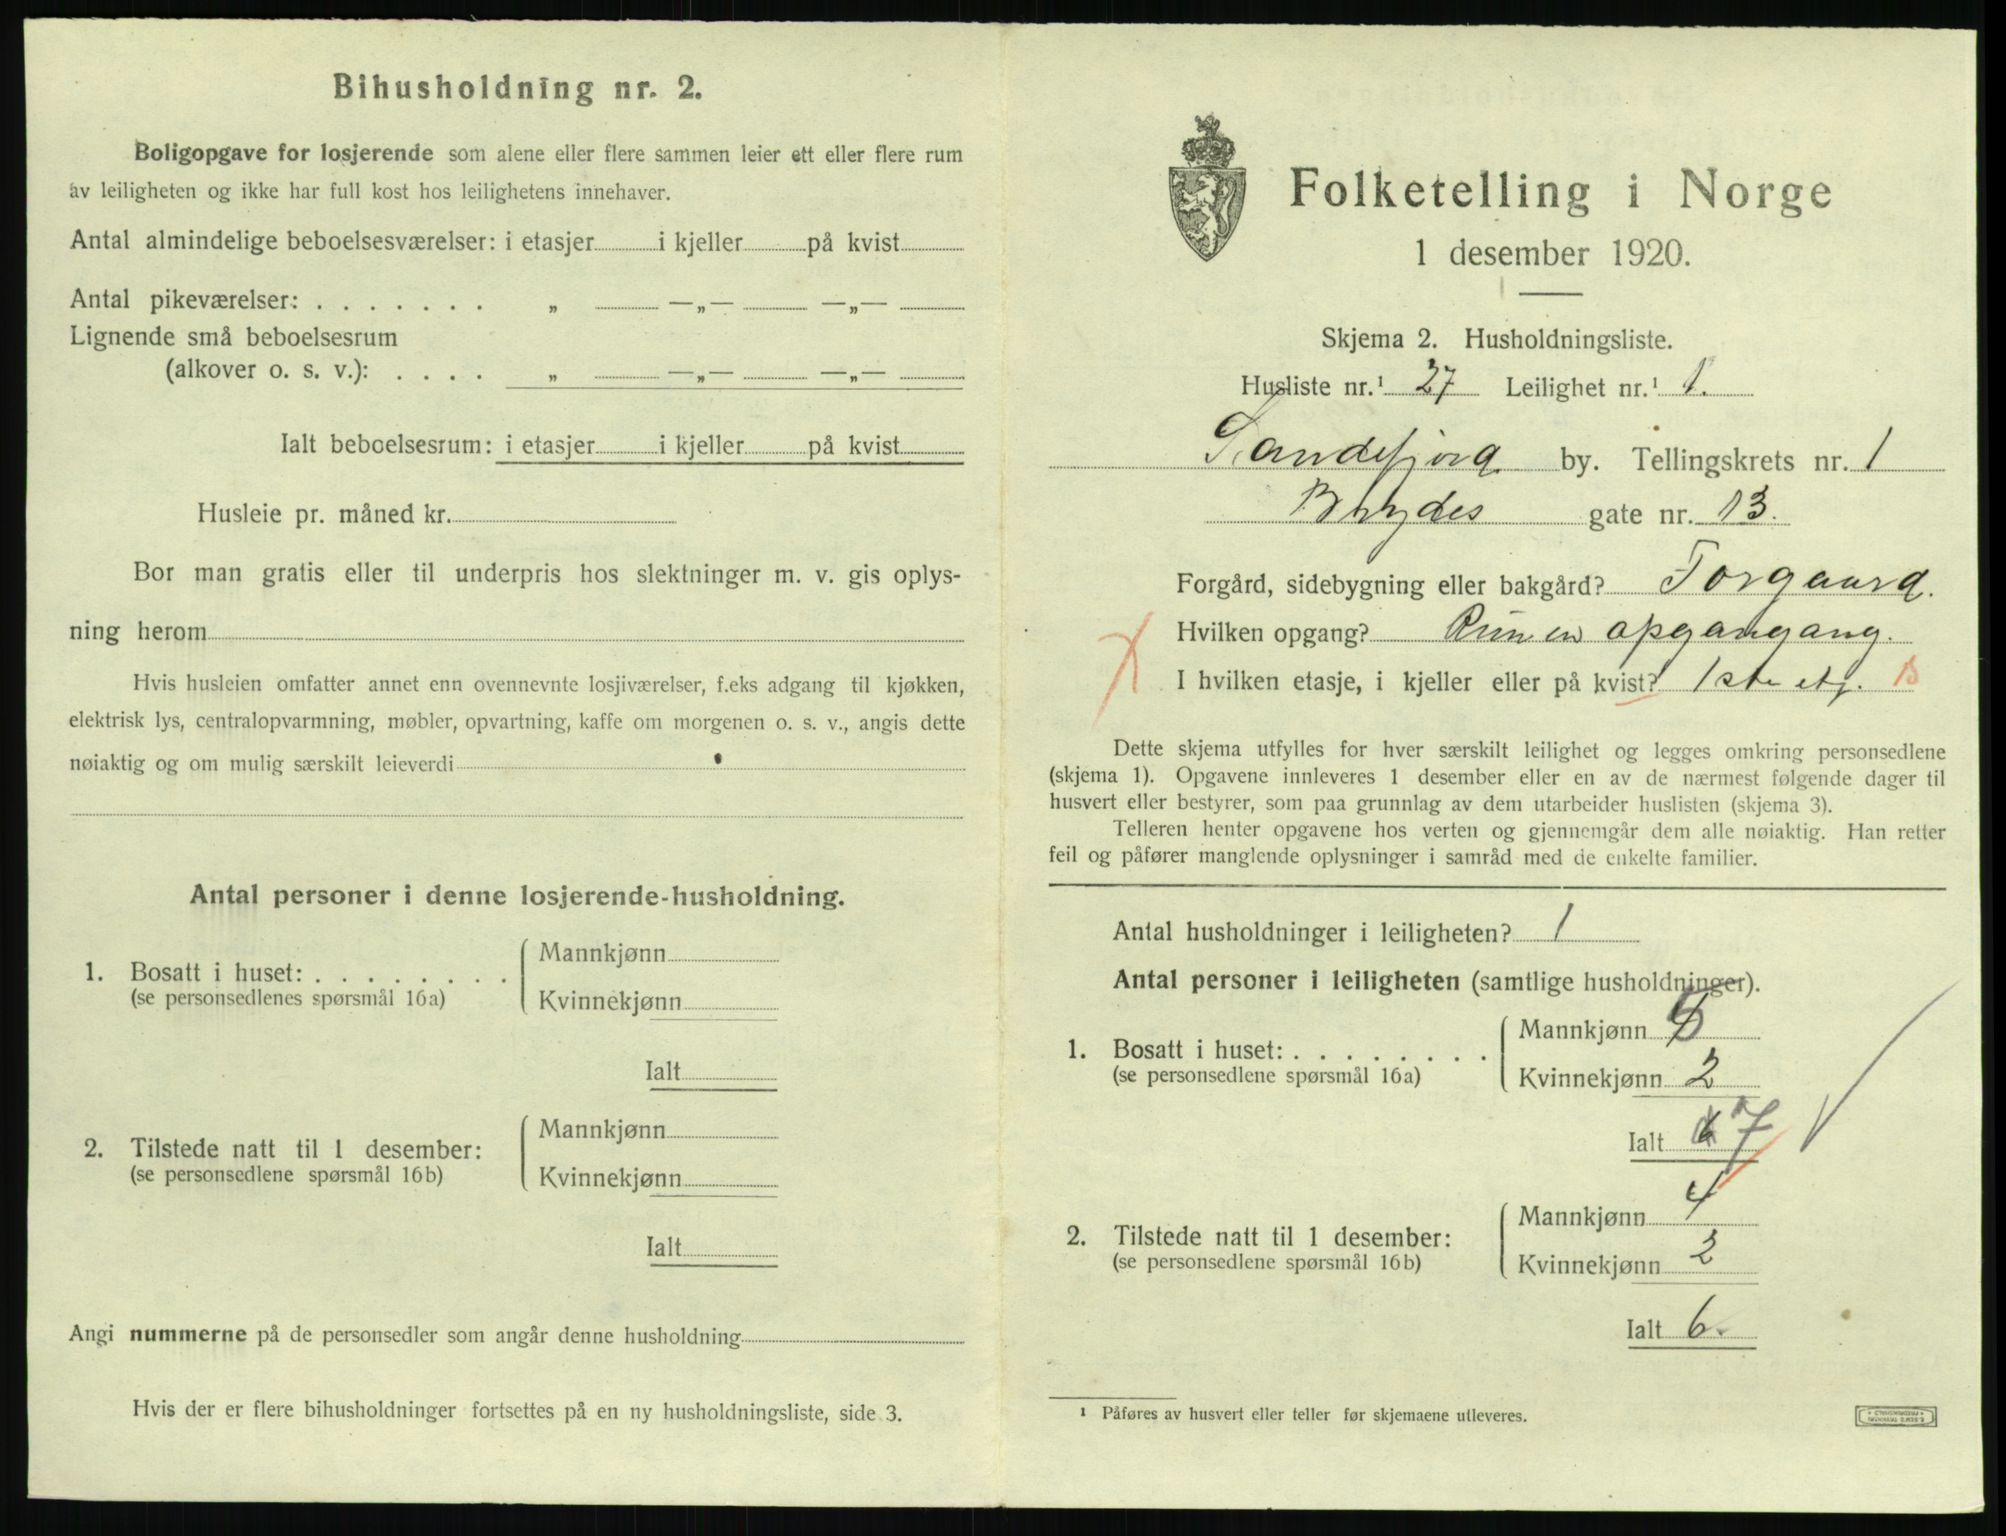 Bihusholdning nr. 2.
Boligopgave for losjerende som alene eller flere sammen leier ett eller flere rum
av leiligheten og ikke har full kost hos leilighetens innehaver.
Antal almindelige beboelsesværelser: i etasjer i kjeller på kvist
Antal pikeværelser: . . . . . . . „ —„— —„—
Lignende små beboelsesrum
(alkover o. s. v.): . . . . „ —„— —„—
Ialt beboelsesrum: i etasjer i kjeller på kvist
Husleie pr. måned kr.
Bor man gratis eller til underpris hos slektninger m. v. gis oplys-
ning herom
Hvis husleien omfatter annet enn ovennevnte losjiværelser, f.eks adgang til kjøkken,
elektrisk lys, centralopvarmning, møbler, opvartning, kaffe om morgenen o. s. v., angis dette
nøiaktig og om mulig særskilt leieverdi
Antal personer i denne losjerende-husholdning.
1. Bosatt i huset: . . . . . . . . Mannkjønn
(se personsedlenes spørsmål 16a) Kvinnekjønn
Ialt
2. Tilstede natt til 1 desember: Mannkjønn
(se personsedlene spørsmål 16b) Kvinnekjønn
Ialt
Angi nummerne på de personsedler som angår denne husholdning
Hvis der er flere bihusholdninger fortsettes på en ny husholdningsliste, side 3.
Folketelling i Norge
1 desember 1920.
Skjema 2. Husholdningsliste.
Husliste nr.¹ 27 Leilighet nr.¹ 1.
Sandefjord by. Tellingskrets nr. 1
Brydes gate nr. 13.
Forgård, sidebygning eller bakgård? Forgaard.
Hvilken opgang? Kun en opgangang.
I hvilken etasje, i kjeller eller på kvist? 1ste etg. B
Dette skjema utfylles for hver særskilt leilighet og legges omkring personsedlene
(skjema 1). Opgavene innleveres 1 desember eller en av de nærmest følgende dager til
husvert eller bestyrer, som paa grunnlag av dem utarbeider huslisten (skjema 3).
Telleren henter opgavene hos verten og gjennemgår dem alle nøiaktig. Han retter
feil og påfører manglende oplysninger i samråd med de enkelte familier.
Antal husholdninger i leiligheten? 1
Antal personer i leiligheten (samtlige husholdninger).
1. Bosatt i huset: . . . . . . . . Mannkjønn 5
(se personsedlene spørsmål 16a) Kvinnekjønn 2
Ialt 6 7
2. Tilstede natt til 1 desember: Mannkjønn 4
(se personsedlene spørsmål 16b) Kvinnekjønn 2
Ialt 6.
¹ Påføres av husvert eller teller før skjemaene utleveres.